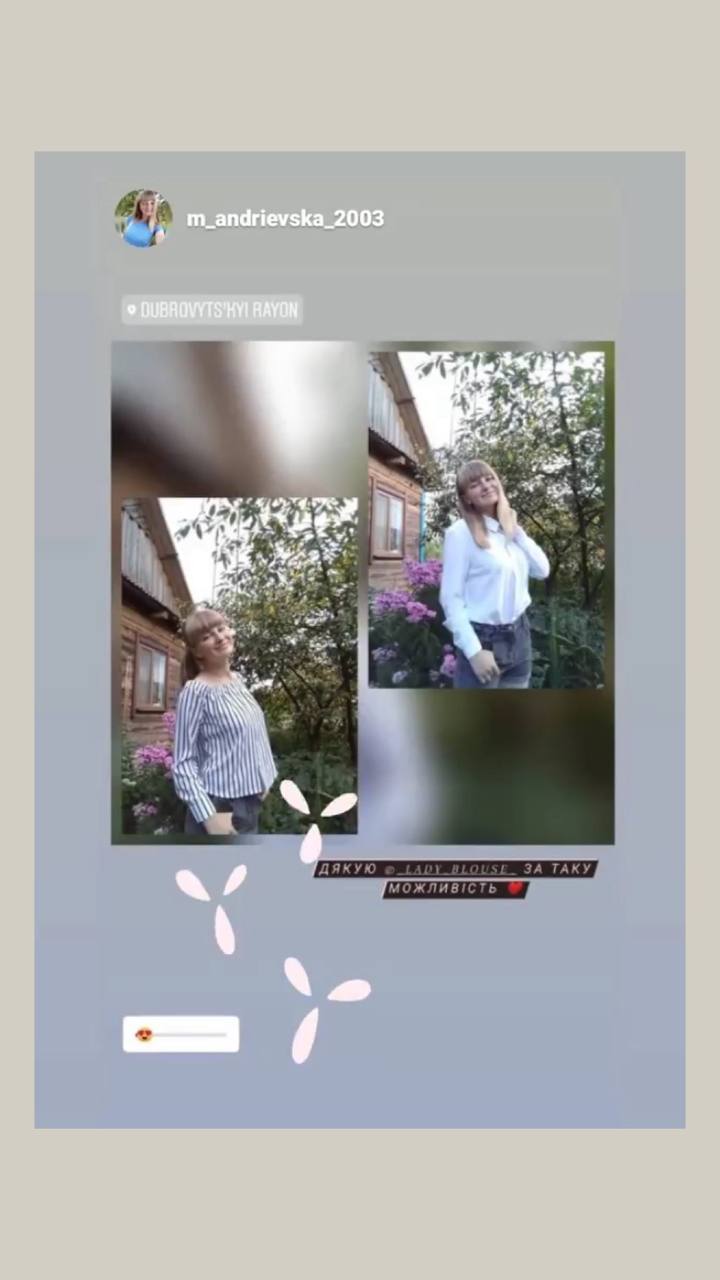 m_andrievska_2003
DUBROVYTS'KYI RAYON
ДЯКУЮ @_LADY_BLOUSE_ ЗА ТАКУ
МОЖЛИВІСТЬ ❤️